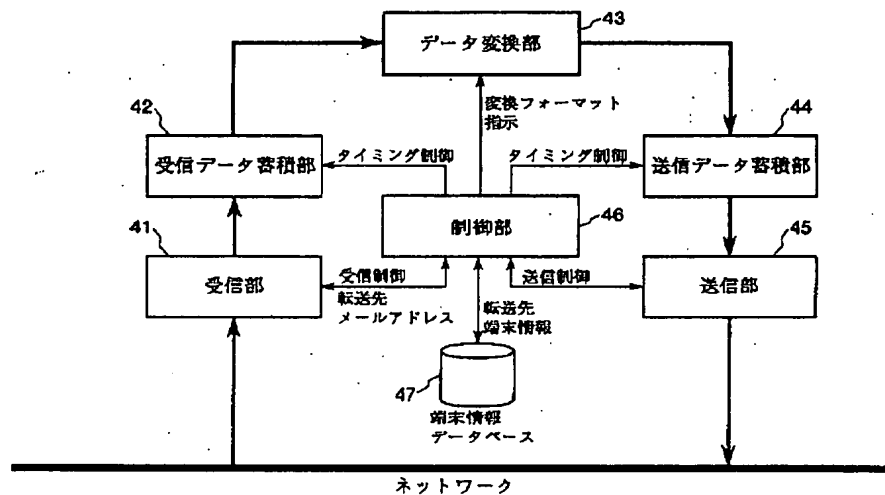 43
データ変換部
42
変換フォーマット
指示
44
受信データ蓄積部
タイミング制御
タイミング制御
送信データ蓄積部
41
制御部
46
45
受信部
受信制御
転送先
メールアドレス
転送先
端末情報
送信制御
送信部
47
端末情報
データベース
ネットワーク